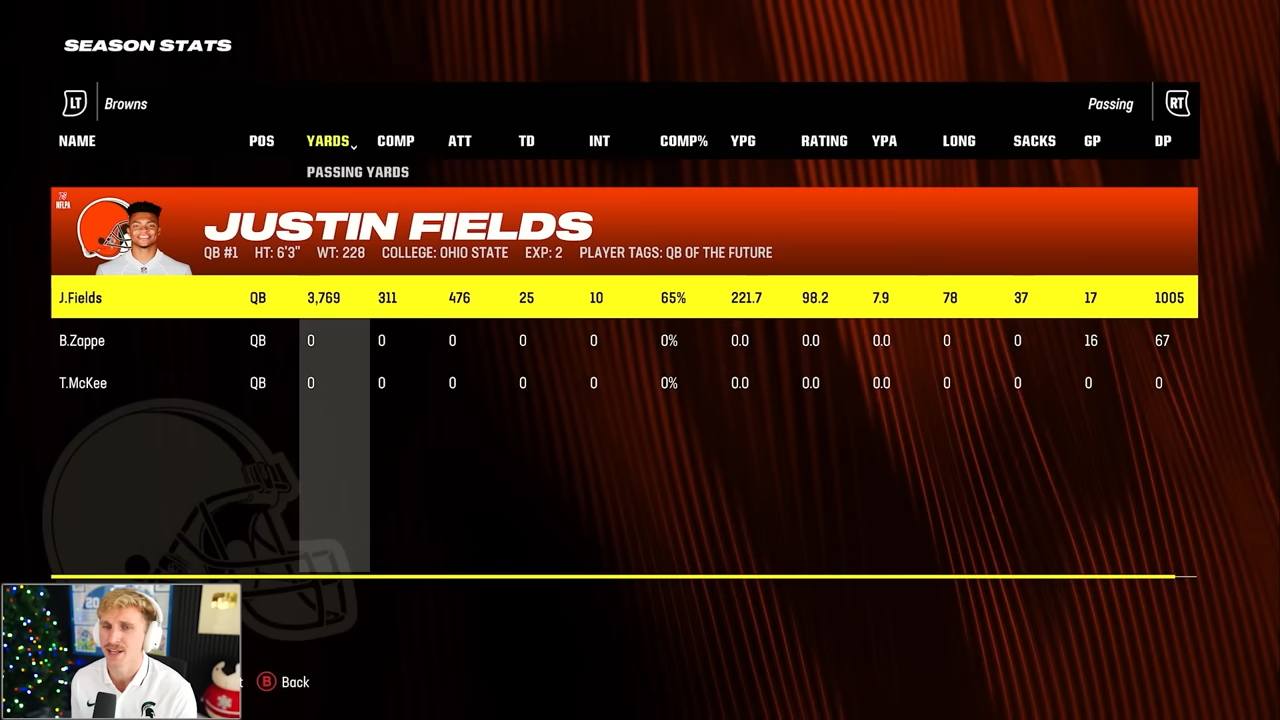 SEASON STATS
LT Browns Passing RT
NAME POS YARDS COMP ATT TD INT COMP% YPG RATING YPA LONG SACKS GP DP
PASSING YARDS
NFLPA
JUSTIN FIELDS
QB #1 HT: 6'3" WT: 228 COLLEGE: OHIO STATE EXP: 2 PLAYER TAGS: QB OF THE FUTURE
J.Fields QB 3,769 311 476 25 10 65% 221.7 98.2 7.9 78 37 17 1005
B.Zappe QB 0 0 0 0 0 0% 0.0 0.0 0.0 0 0 16 67
T.McKee QB 0 0 0 0 0 0% 0.0 0.0 0.0 0 0 0 0
B Back